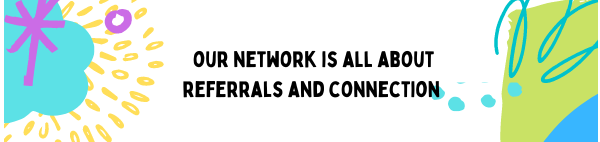 OUR NETWORK IS ALL ABOUT
REFERRALS AND CONNECTION